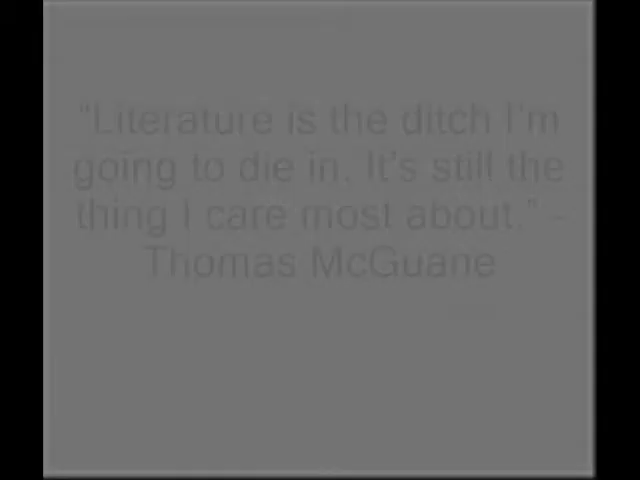 "Literature is the ditch I'm
going to die in. It's still the
thing I care most about." –
Thomas McGuane